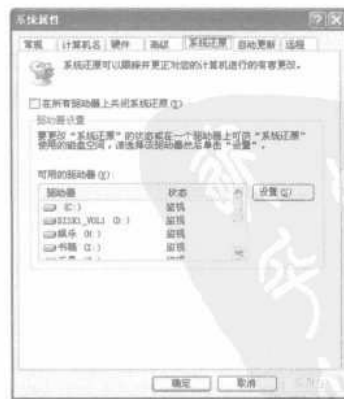 系统属性
常规 计算机名 硬件 高级 系统还原 自动更新 远程
系统还原可以跟踪并更正对您的计算机进行的有害更改。
在所有驱动器上关闭系统还原(T)
驱动器设置
要更改“系统还原”的状态或在一个驱动器上可供“系统还原”
使用的磁盘空间，请选择该驱动器然后单击“设置”。
可用的驱动器(V):
驱动器 状态
(C:) 监视
设置(S)
DISK1_VOL1 (D:) 监视
娱乐 (H:) 监视
书籍 (I:) 监视
监视
确定 取消